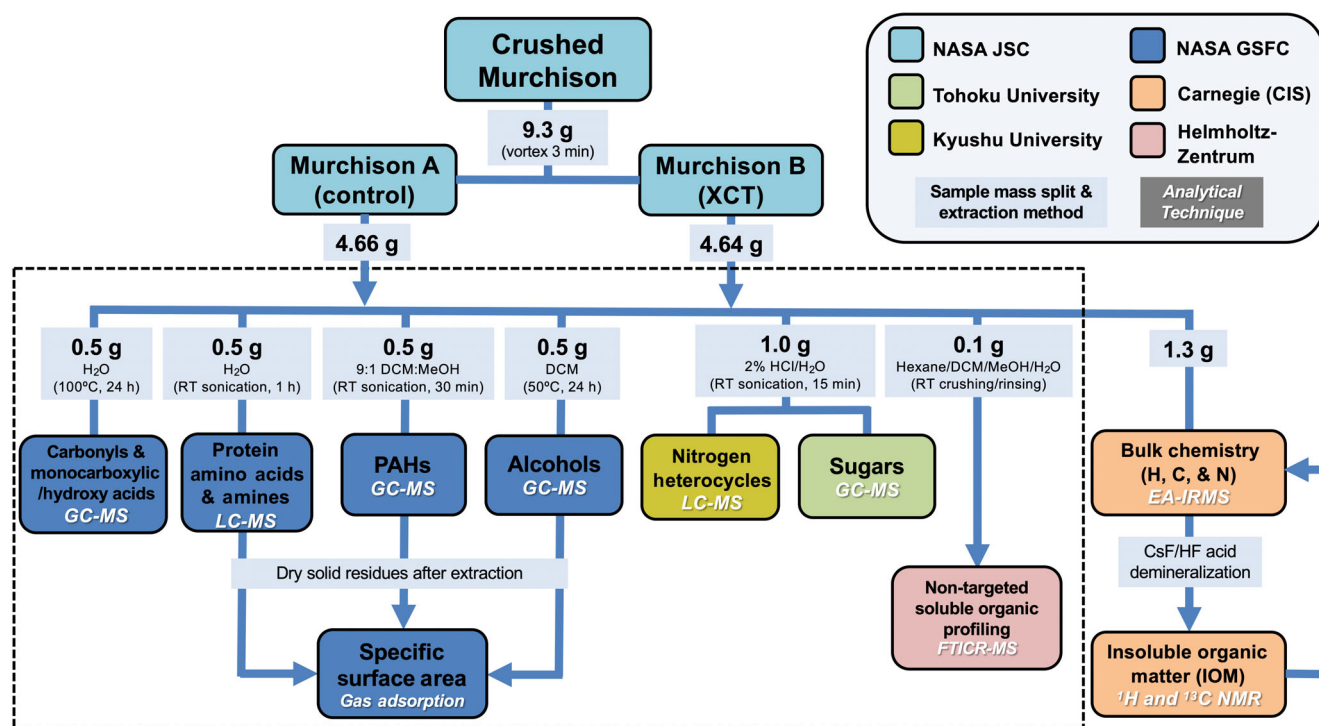 Crushed
Murchison
9.3 g
(vortex 3 min)
Murchison A
(control)
Murchison B
(XCT)
4.66 g
4.64 g
NASA JSC
NASA GSFC
Tohoku University
Carnegie (CIS)
Kyushu University
Helmholtz-
Zentrum
Sample mass split &
extraction method
Analytical
Technique
0.5 g
H₂O
(100ºC, 24 h)
0.5 g
H₂O
(RT sonication, 1 h)
0.5 g
9:1 DCM:MeOH
(RT sonication, 30 min)
0.5 g
DCM
(50ºC, 24 h)
1.0 g
2% HCl/H₂O
(RT sonication, 15 min)
0.1 g
Hexane/DCM/MeOH/H₂O
(RT crushing/rinsing)
1.3 g
Carbonyls &
monocarboxylic
/hydroxy acids
GC-MS
Protein
amino acids
& amines
LC-MS
PAHs
GC-MS
Alcohols
GC-MS
Nitrogen
heterocycles
LC-MS
Sugars
GC-MS
Bulk chemistry
(H, C, & N)
EA-IRMS
Dry solid residues after extraction
CsF/HF acid
demineralization
Non-targeted
soluble organic
profiling
FTICR-MS
Specific
surface area
Gas adsorption
Insoluble organic
matter (IOM)
¹H and ¹³C NMR